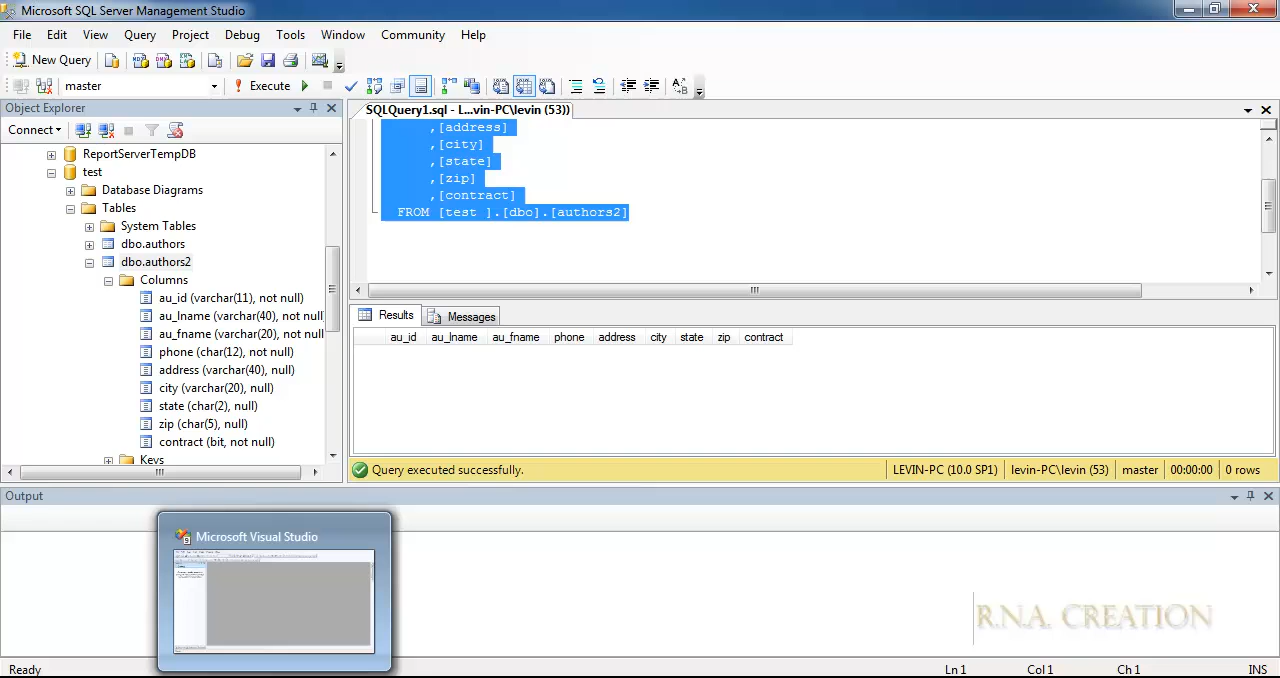 Microsoft SQL Server Management Studio
File Edit View Query Project Debug Tools Window Community Help
New Query
master Execute
Object Explorer
Connect
ReportServerTempDB
test
Database Diagrams
Tables
System Tables
dbo.authors
dbo.authors2
Columns
au_id (varchar(11), not null)
au_lname (varchar(40), not null
au_fname (varchar(20), not null
phone (char(12), not null)
address (varchar(40), null)
city (varchar(20), null)
state (char(2), null)
zip (char(5), null)
contract (bit, not null)
Keys
SQLQuery1.sql - L...vin-PC\levin (53))
,[address]
,[city]
,[state]
,[zip]
,[contract]
FROM [test ].[dbo].[authors2]
Results Messages
au_id au_lname au_fname phone address city state zip contract
Query executed successfully. LEVIN-PC (10.0 SP1) levin-PC\levin (53) master 00:00:00 0 rows
Output
Microsoft Visual Studio
R.N.A. CREATION
Ready Ln 1 Col 1 Ch 1 INS